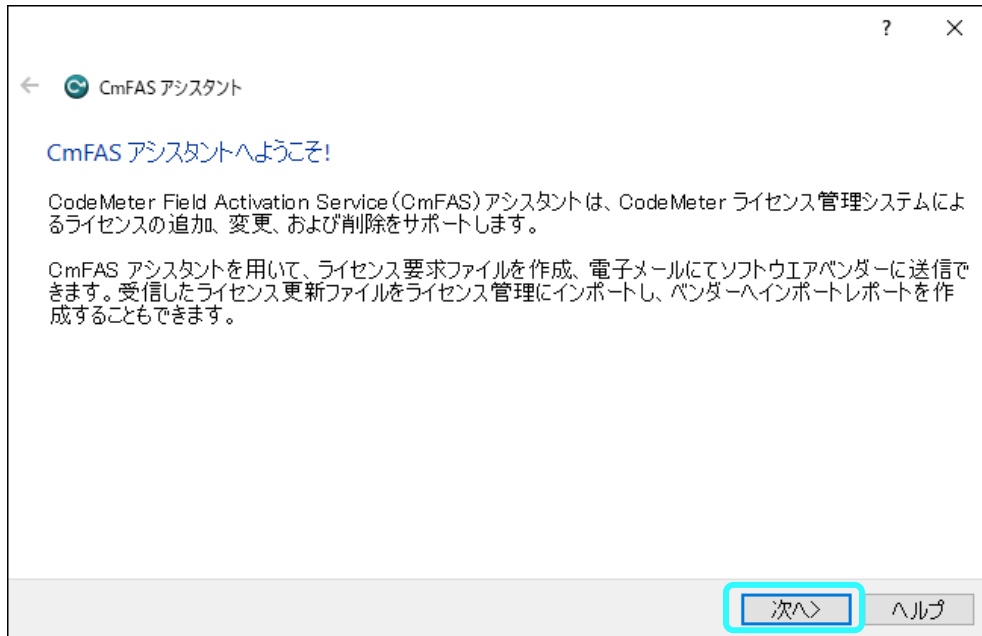 ?
CmFAS アシスタント
CmFAS アシスタントへようこそ!
CodeMeter Field Activation Service(CmFAS)アシスタントは、CodeMeter ライセンス管理システムによ
るライセンスの追加、変更、および削除をサポートします。
CmFAS アシスタントを用いて、ライセンス要求ファイルを作成、電子メールにてソフトウエアベンダーに送信で
きます。受信したライセンス更新ファイルをライセンス管理にインポートし、ベンダーへインポートレポートを作
成することもできます。
次へ> ヘルプ